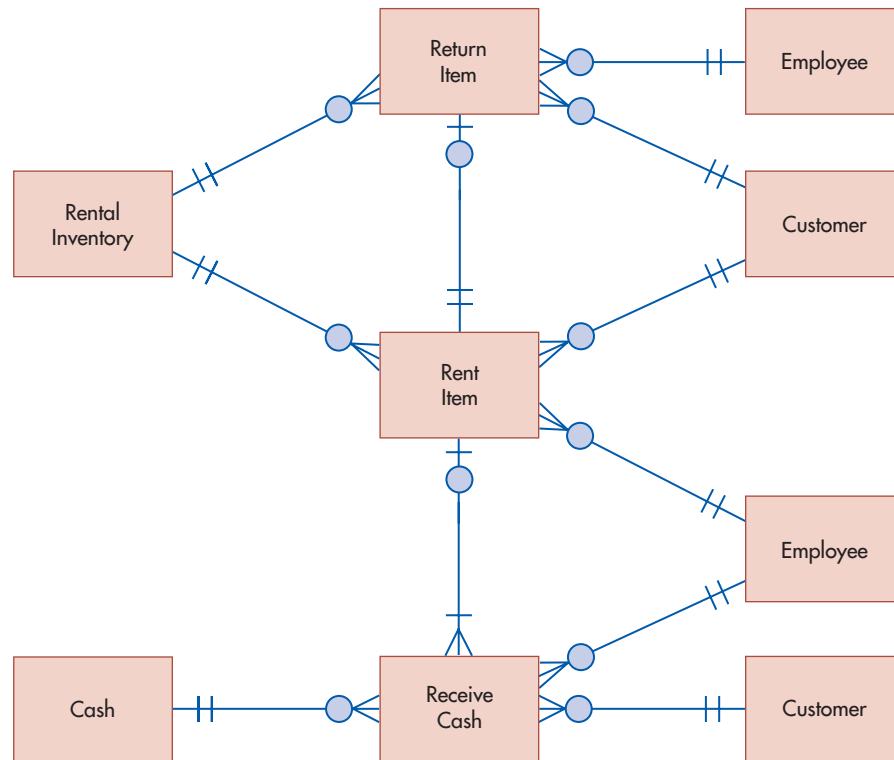 Return
Item
Employee
Rental
Inventory
Customer
Rent
Item
Employee
Cash
Receive
Cash
Customer